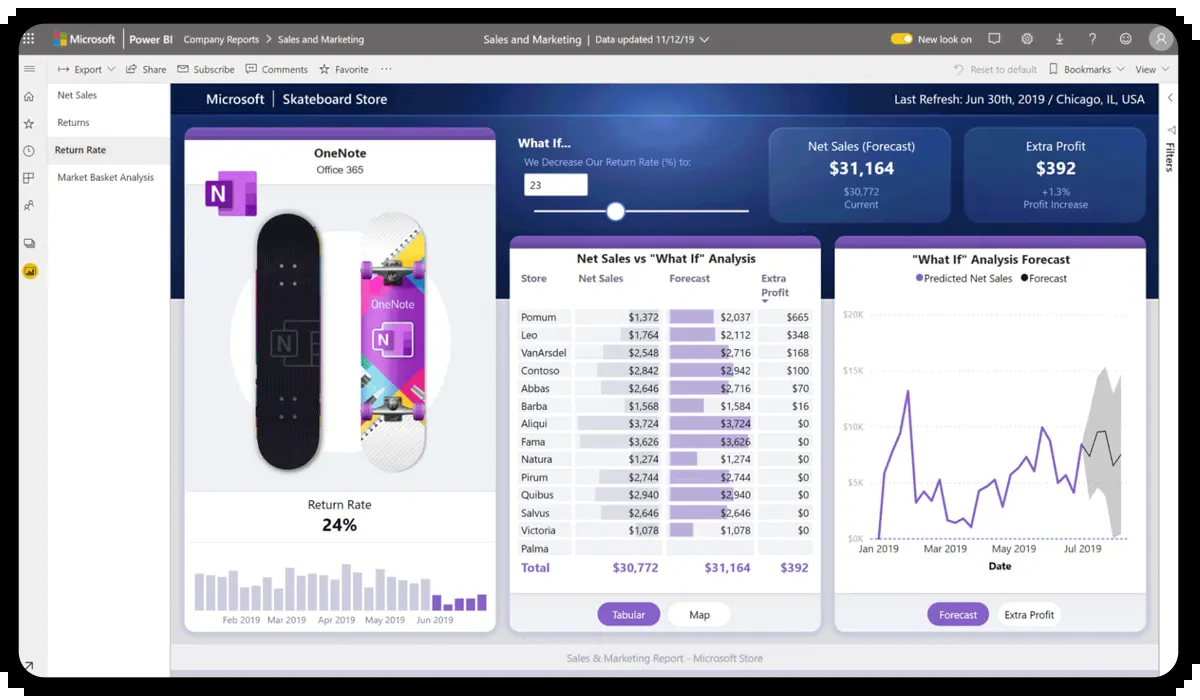 Microsoft Power BI Company Reports > Sales and Marketing
Sales and Marketing | Data updated 11/12/19
New look on
Export Share Subscribe Comments Favorite ...
Reset to default Bookmarks View
Net Sales
Returns
Return Rate
Market Basket Analysis
Microsoft | Skateboard Store
Last Refresh: Jun 30th, 2019 / Chicago, IL, USA
Filters
OneNote
Office 365
N
OneNote
N
N
Return Rate
24%
Feb 2019 Mar 2019 Apr 2019 May 2019 Jun 2019
What If...
We Decrease Our Return Rate (%) to:
23
Net Sales (Forecast)
$31,164
$30,772
Current
Extra Profit
$392
+1.3%
Profit Increase
Net Sales vs "What If" Analysis
Store Net Sales Forecast Extra Profit
Pomum $1,372 $2,037 $665
Leo $1,764 $2,112 $348
VanArsdel $2,548 $2,716 $168
Contoso $2,842 $2,942 $100
Abbas $2,646 $2,716 $70
Barba $1,568 $1,584 $16
Aliqui $3,724 $3,724 $0
Fama $3,626 $3,626 $0
Natura $1,274 $1,274 $0
Pirum $2,744 $2,744 $0
Quibus $2,940 $2,940 $0
Salvus $2,646 $2,646 $0
Victoria $1,078 $1,078 $0
Palma
Total $30,772 $31,164 $392
Tabular Map
"What If" Analysis Forecast
Predicted Net Sales Forecast
$20K
$15K
$10K
$5K
$0K
Jan 2019 Mar 2019 May 2019 Jul 2019
Date
Forecast Extra Profit
Sales & Marketing Report - Microsoft Store